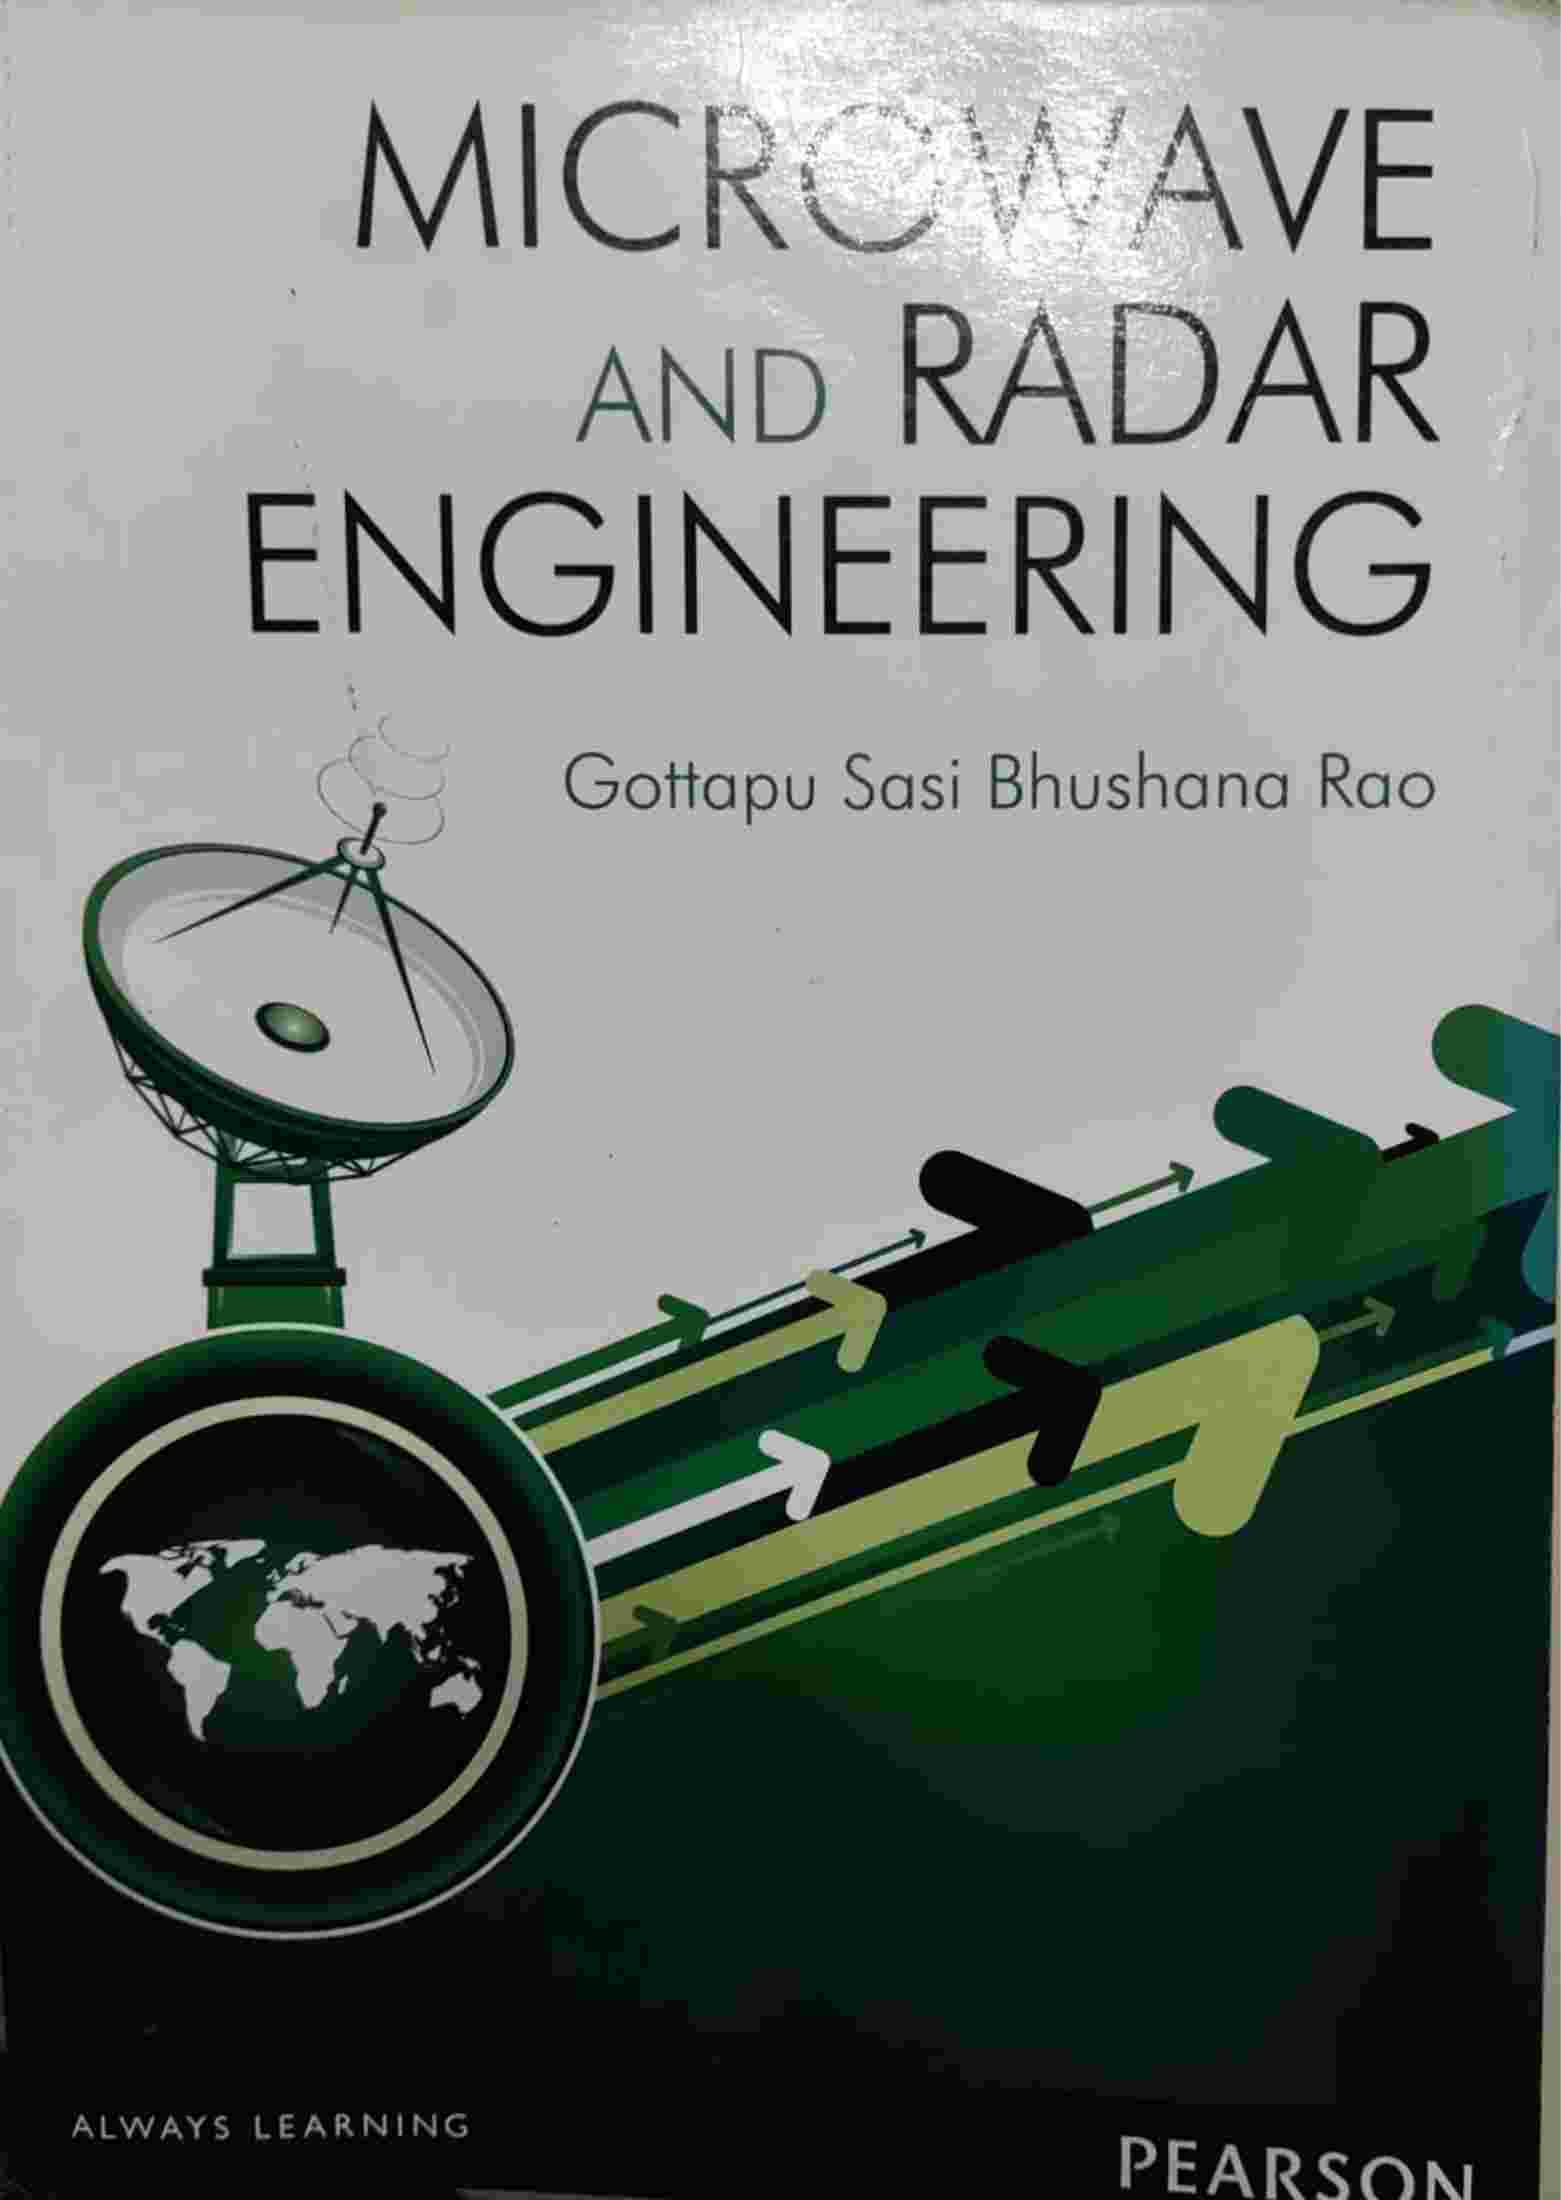 MICROWAVE
AND RADAR
ENGINEERING
Gottapu Sasi Bhushana Rao
ALWAYS LEARNING
PEARSON